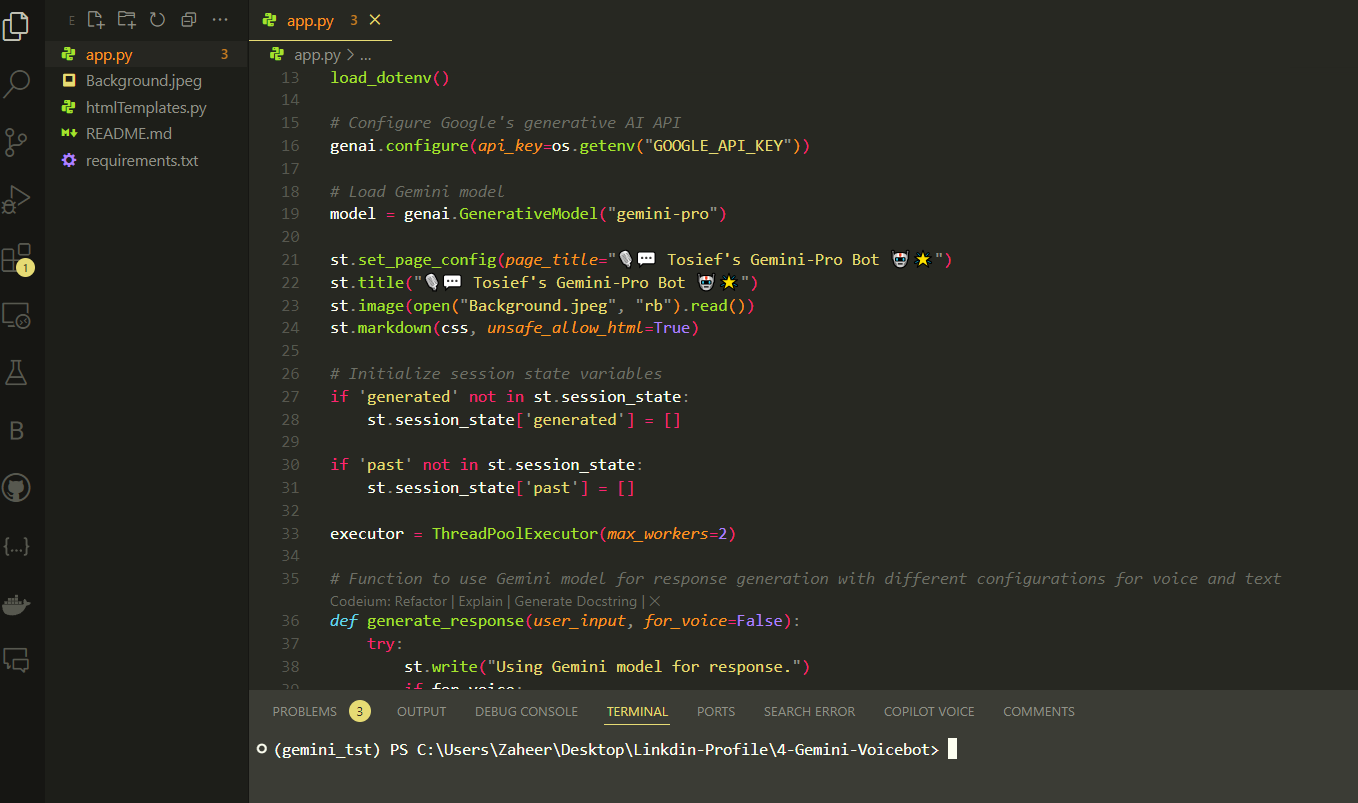 E
app.py 3
Background.jpeg
htmlTemplates.py
README.md
requirements.txt
1
B
app.py 3
app.py > ...
13 load_dotenv()
14
15 # Configure Google's generative AI API
16 genai.configure(api_key=os.getenv("GOOGLE_API_KEY"))
17
18 # Load Gemini model
19 model = genai.GenerativeModel("gemini-pro")
20
21 st.set_page_config(page_title="🎙️💬 Tosief's Gemini-Pro Bot 🤖🌟")
22 st.title("🎙️💬 Tosief's Gemini-Pro Bot 🤖🌟")
23 st.image(open("Background.jpeg", "rb").read())
24 st.markdown(css, unsafe_allow_html=True)
25
26 # Initialize session state variables
27 if 'generated' not in st.session_state:
28 st.session_state['generated'] = []
29
30 if 'past' not in st.session_state:
31 st.session_state['past'] = []
32
33 executor = ThreadPoolExecutor(max_workers=2)
34
35 # Function to use Gemini model for response generation with different configurations for voice and text
Codeium: Refactor | Explain | Generate Docstring | ×
36 def generate_response(user_input, for_voice=False):
37 try:
38 st.write("Using Gemini model for response.")
39 if for_voice:
PROBLEMS 3 OUTPUT DEBUG CONSOLE TERMINAL PORTS SEARCH ERROR COPILOT VOICE COMMENTS
(gemini_tst) PS C:\Users\Zaheer\Desktop\Linkdin-Profile\4-Gemini-Voicebot>